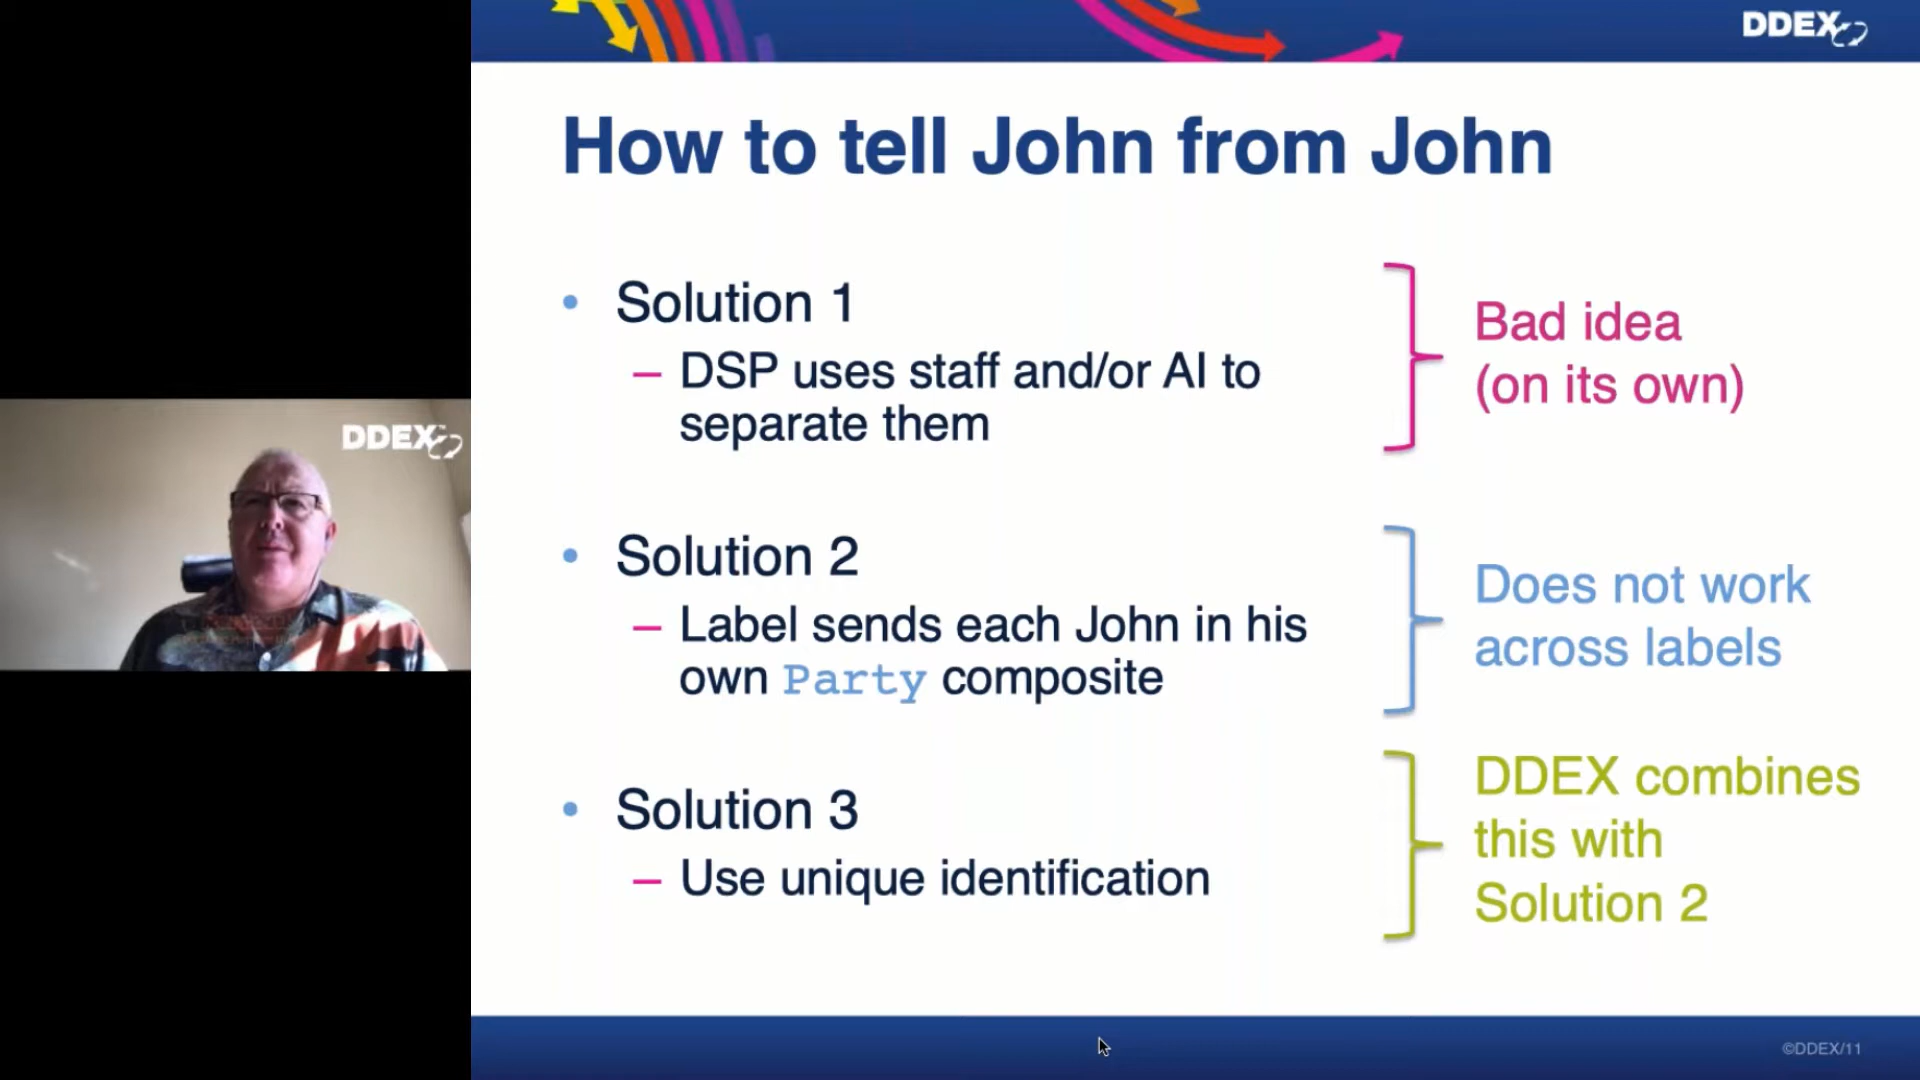 DDEX
How to tell John from John
• Solution 1
– DSP uses staff and/or AI to
separate them
Bad idea
(on its own)
DDEX
• Solution 2
– Label sends each John in his
own Party composite
Does not work
across labels
• Solution 3
– Use unique identification
DDEX combines
this with
Solution 2
©DDEX/11